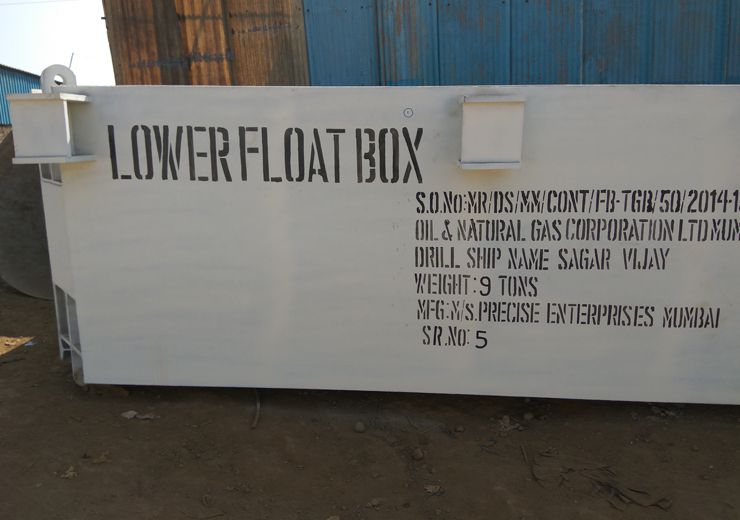 LOWER FLOAT BOX
S.O.No:MR/DS/MM/CONT/FB-TGB/50/2014-1
OIL & NATURAL GAS CORPORATION LTD MUM
DRILL SHIP NAME SAGAR VIJAY
WEIGHT:9 TONS
MFG:M/S.PRECISE ENTERPRISES MUMBAI
SR.NO: 5